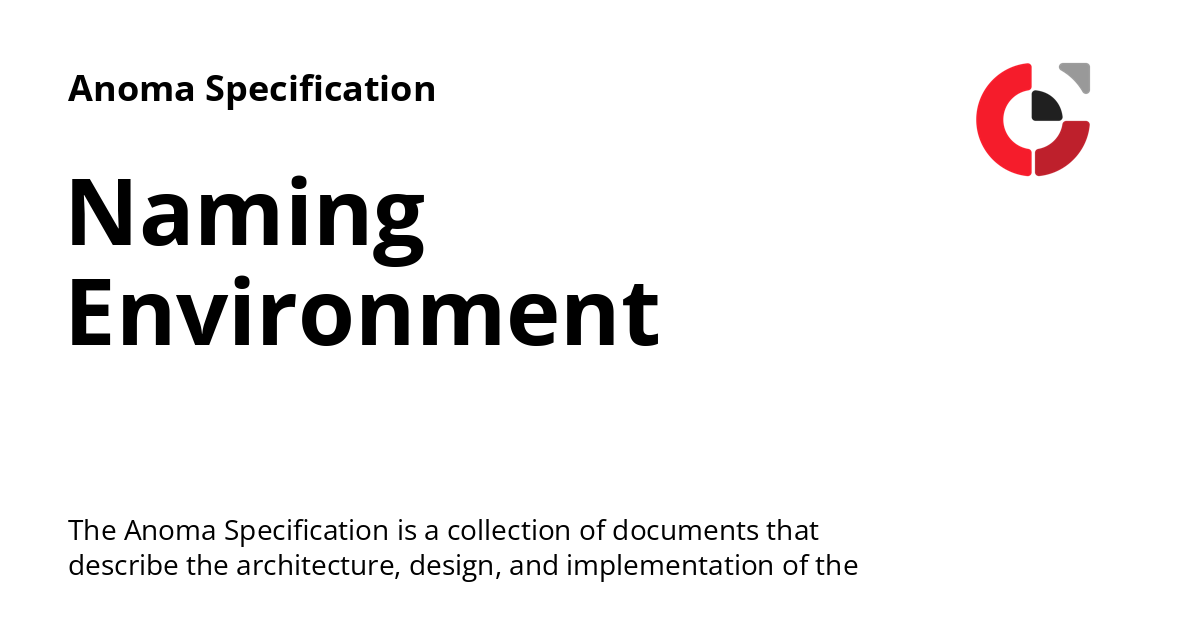 Anoma Specification
Naming
Environment
The Anoma Specification is a collection of documents that
describe the architecture, design, and implementation of the